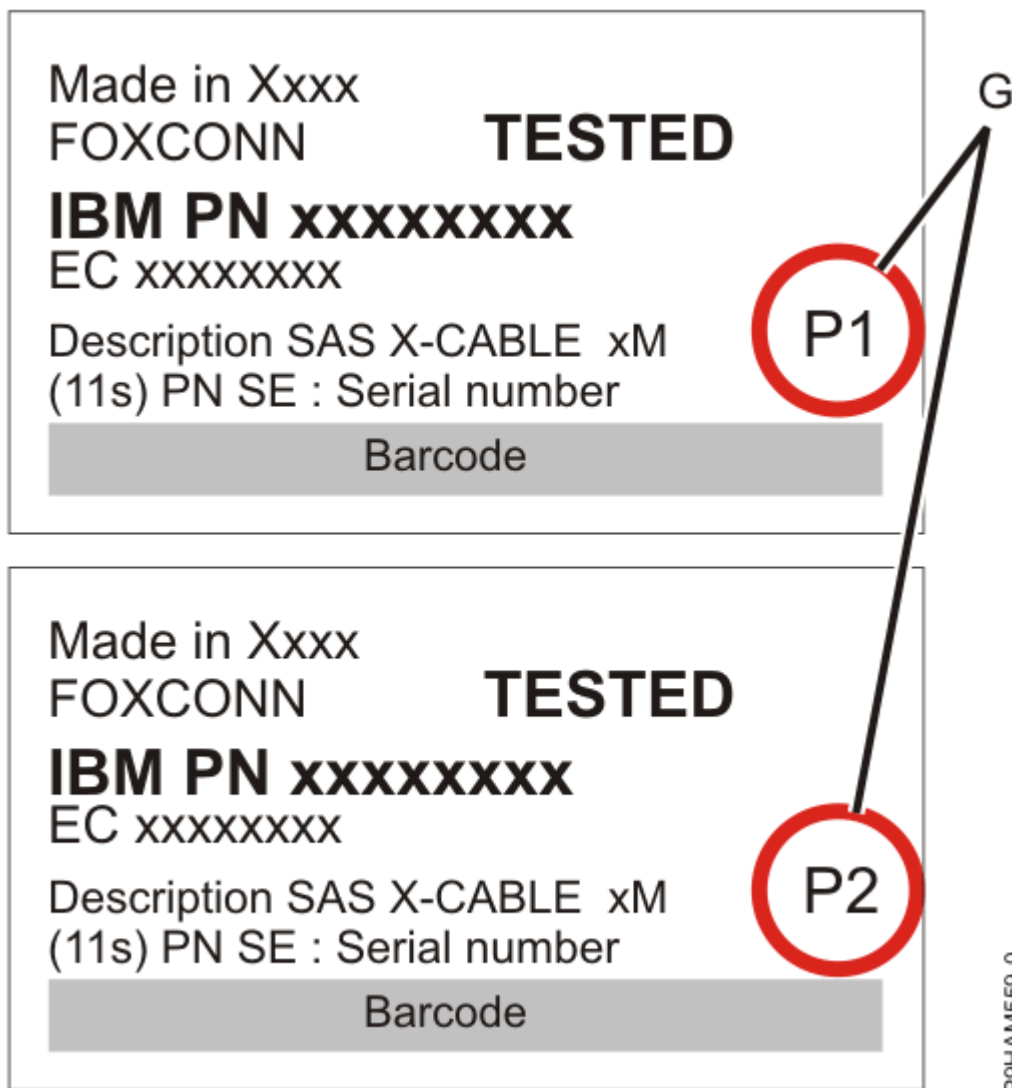 Made in Xxxx
G
FOXCONN TESTED
IBM PN xxxxxxxx
EC xxxxxxxx
P1
Description SAS X-CABLE xM
(11s) PN SE : Serial number
Barcode
Made in Xxxx
FOXCONN TESTED
IBM PN xxxxxxxx
EC xxxxxxxx
P2
Description SAS X-CABLE xM
(11s) PN SE : Serial number
Barcode